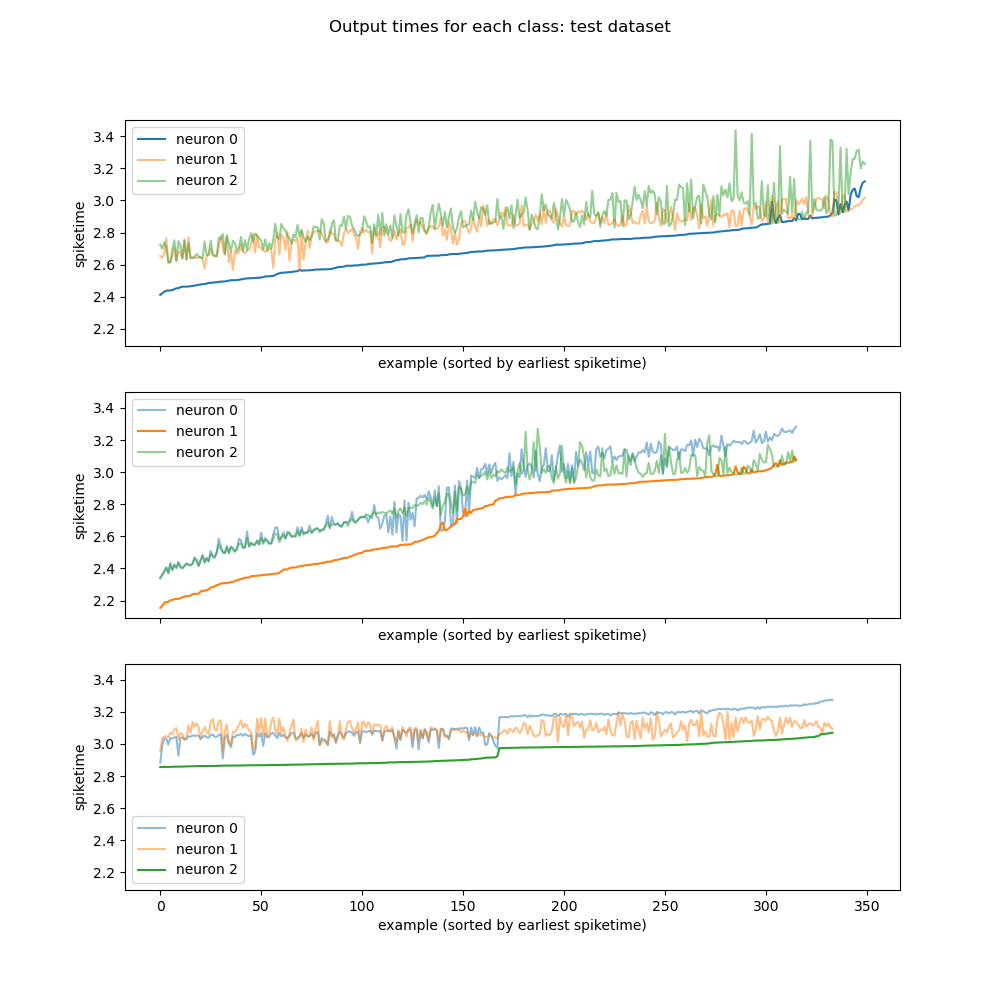 Output times for each class: test dataset
3.4
3.2
3.0
2.8
2.6
2.4
2.2
spiketime
neuron 0
neuron 1
neuron 2
example (sorted by earliest spiketime)
3.4
3.2
3.0
2.8
2.6
2.4
2.2
spiketime
neuron 0
neuron 1
neuron 2
example (sorted by earliest spiketime)
3.4
3.2
3.0
2.8
2.6
2.4
2.2
spiketime
neuron 0
neuron 1
neuron 2
0 50 100 150 200 250 300 350
example (sorted by earliest spiketime)